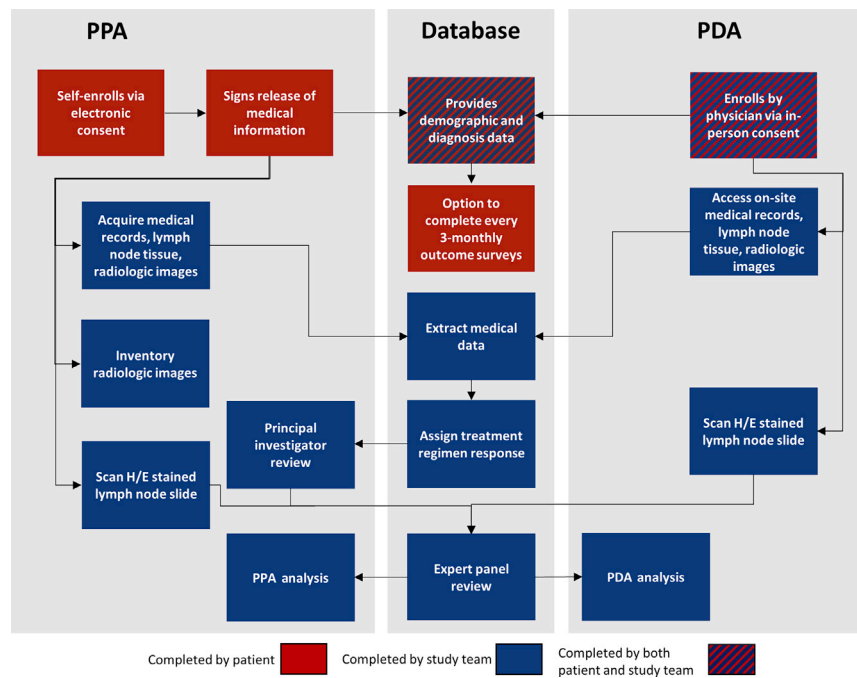 PPA
Database
PDA
Self-enrolls via
electronic
consent
Signs release of
medical
information
Provides
demographic and
diagnosis data
Enrolls by
physician via in-
person consent
Option to
complete every
3-monthly
outcome surveys
Acquire medical
records, lymph
node tissue,
radiologic images
Access on-site
medical records,
lymph node
tissue, radiologic
images
Extract medical
data
Inventory
radiologic images
Principal
investigator
review
Assign treatment
regimen response
Scan H/E stained
lymph node slide
Scan H/E stained
lymph node slide
PPA analysis
Expert panel
review
PDA analysis
Completed by patient
Completed by study team
Completed by both
patient and study team